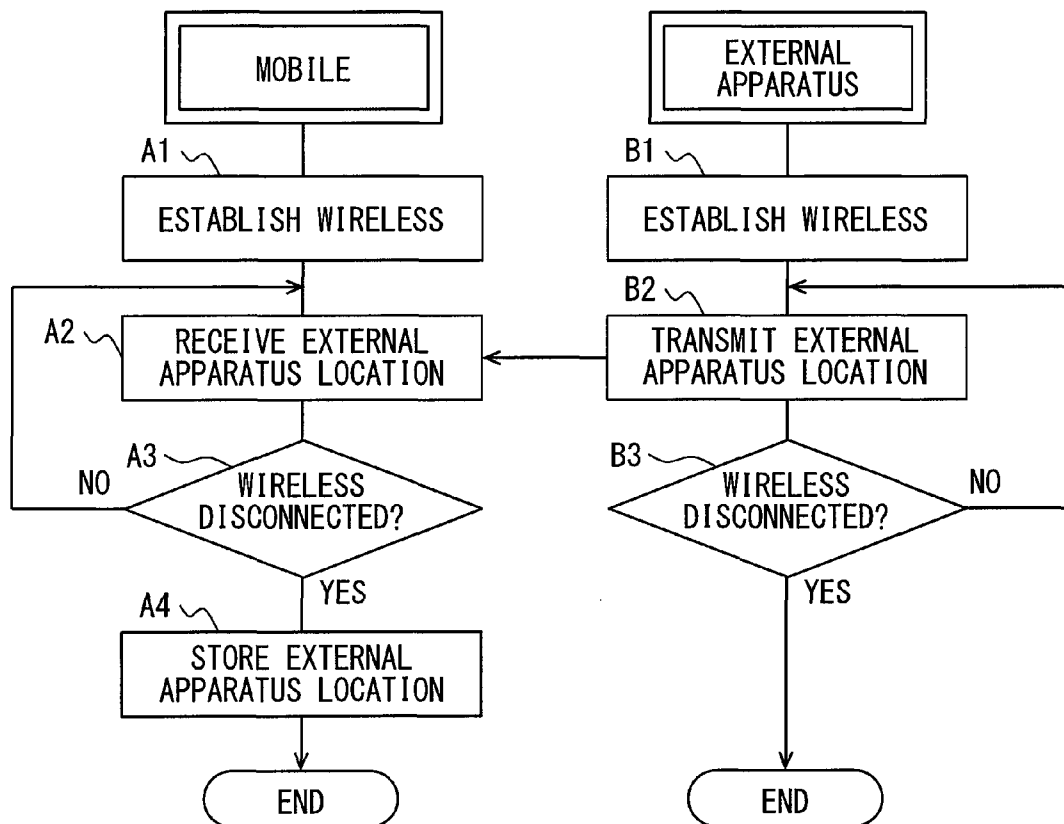 MOBILE
A1
ESTABLISH WIRELESS
A2
RECEIVE EXTERNAL
APPARATUS LOCATION
A3
WIRELESS
DISCONNECTED?
NO
YES
A4
STORE EXTERNAL
APPARATUS LOCATION
END
EXTERNAL
APPARATUS
B1
ESTABLISH WIRELESS
B2
TRANSMIT EXTERNAL
APPARATUS LOCATION
B3
WIRELESS
DISCONNECTED?
NO
YES
END